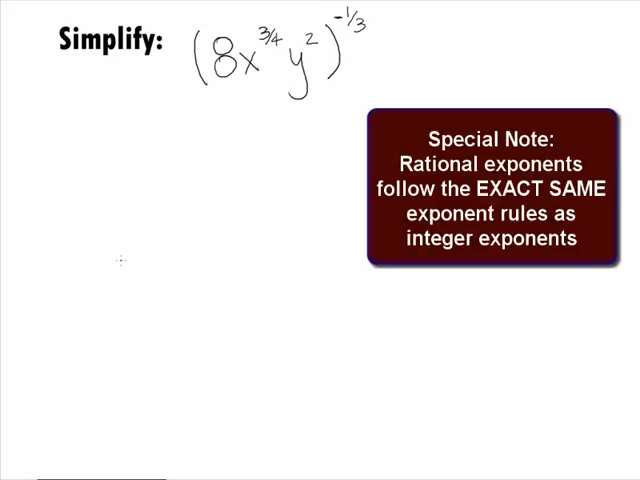 Simplify: (8x^{3/4} y^2)^{-1/3}
Special Note:
Rational exponents
follow the EXACT SAME
exponent rules as
integer exponents